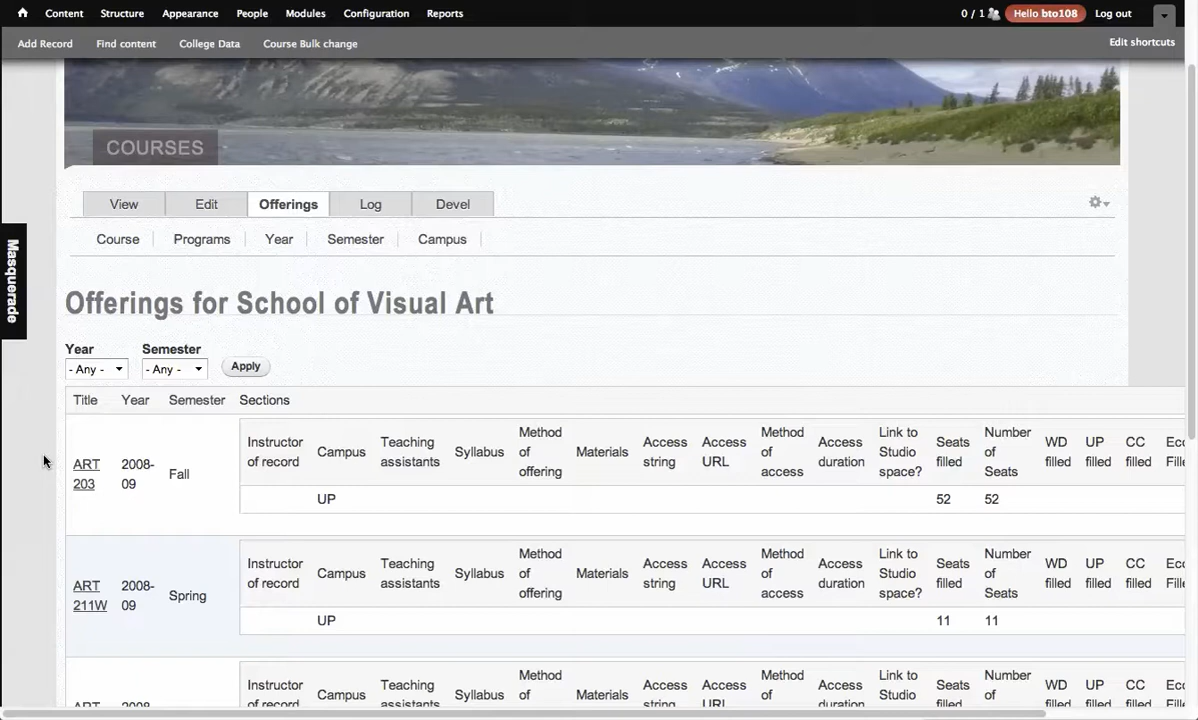 Content Structure Appearance People Modules Configuration Reports 0 / 1 Hello bto108 Log out
Add Record Find content College Data Course Bulk change Edit shortcuts
COURSES
Masquerade
View Edit Offerings Log Devel
Course Programs Year Semester Campus
Offerings for School of Visual Art
Year Semester
- Any - - Any - Apply
Title Year Semester Sections
Instructor of record Campus Teaching assistants Syllabus Method of offering Materials Access string Access URL Method of access Access duration Link to Studio space? Seats filled Number of Seats WD filled UP filled CC filled
ART 203 2008-09 Fall
UP 52 52
Instructor of record Campus Teaching assistants Syllabus Method of offering Materials Access string Access URL Method of access Access duration Link to Studio space? Seats filled Number of Seats WD filled UP filled CC filled
ART 211W 2008-09 Spring
UP 11 11
Instructor of record Campus Teaching assistants Syllabus Method of Materials Access string Access URL Method of Access duration Link to Studio Seats filled Number of WD filled UP filled CC filled
ART 2008-